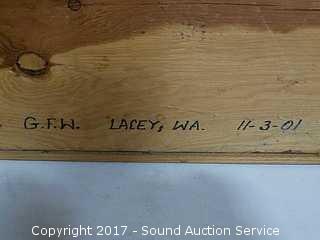 G.F.W. LACEY, WA. 11-3-01
Copyright 2017 - Sound Auction Service